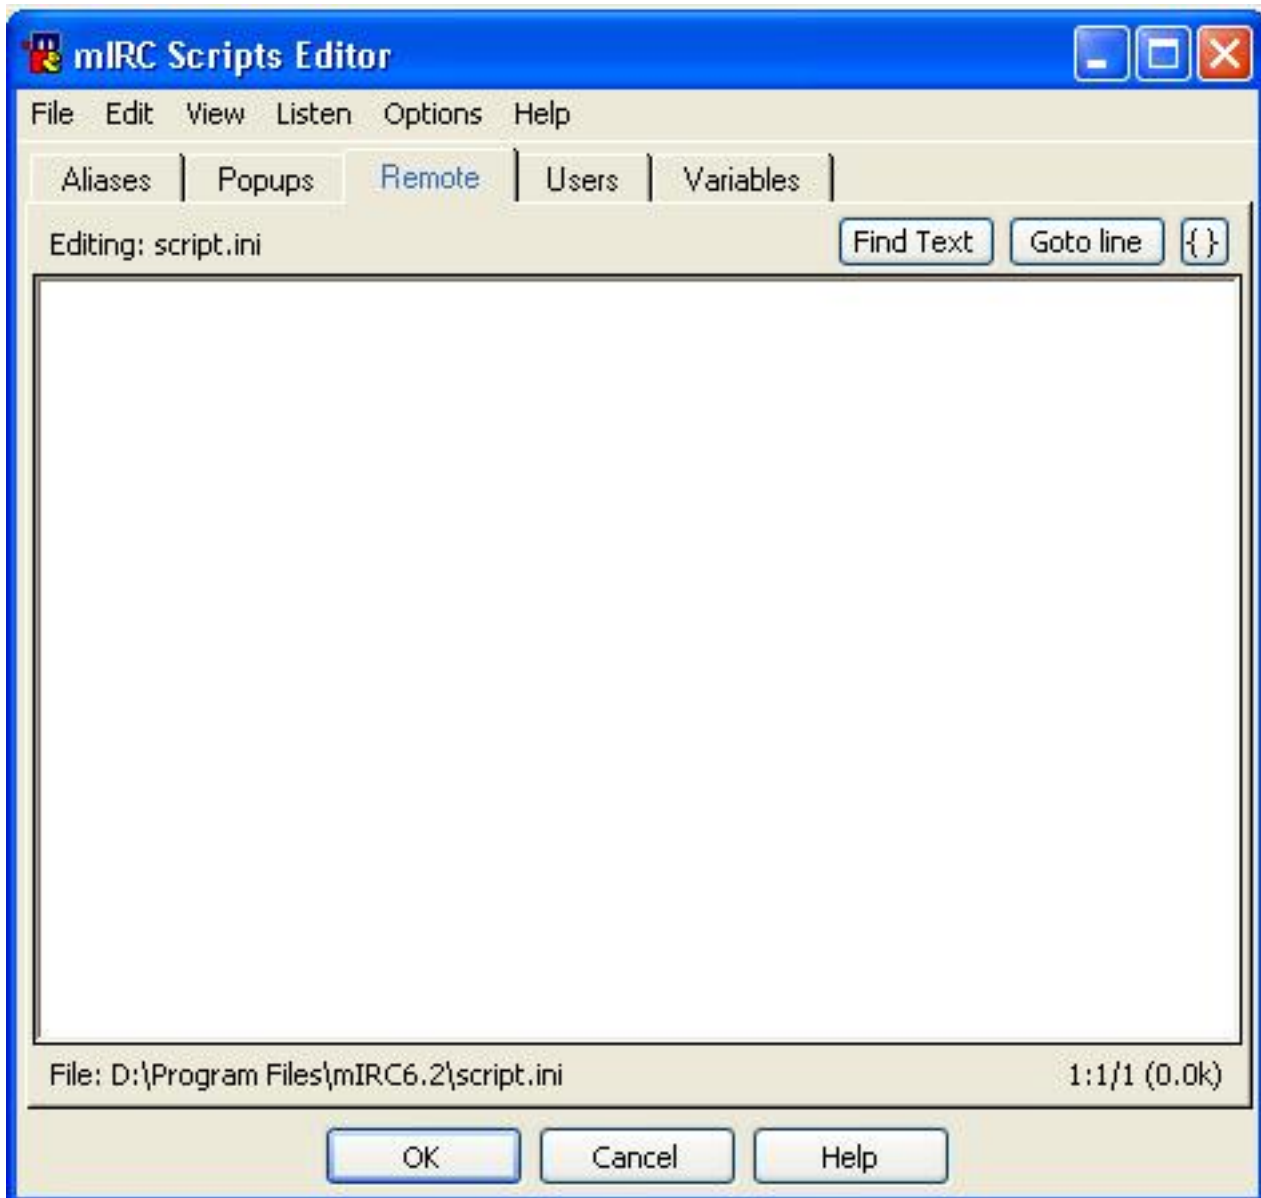 mIRC Scripts Editor
File Edit View Listen Options Help
Aliases Popups Remote Users Variables
Editing: script.ini Find Text Goto line { }
File: D:\Program Files\mIRC6.2\script.ini 1:1/1 (0.0k)
OK Cancel Help